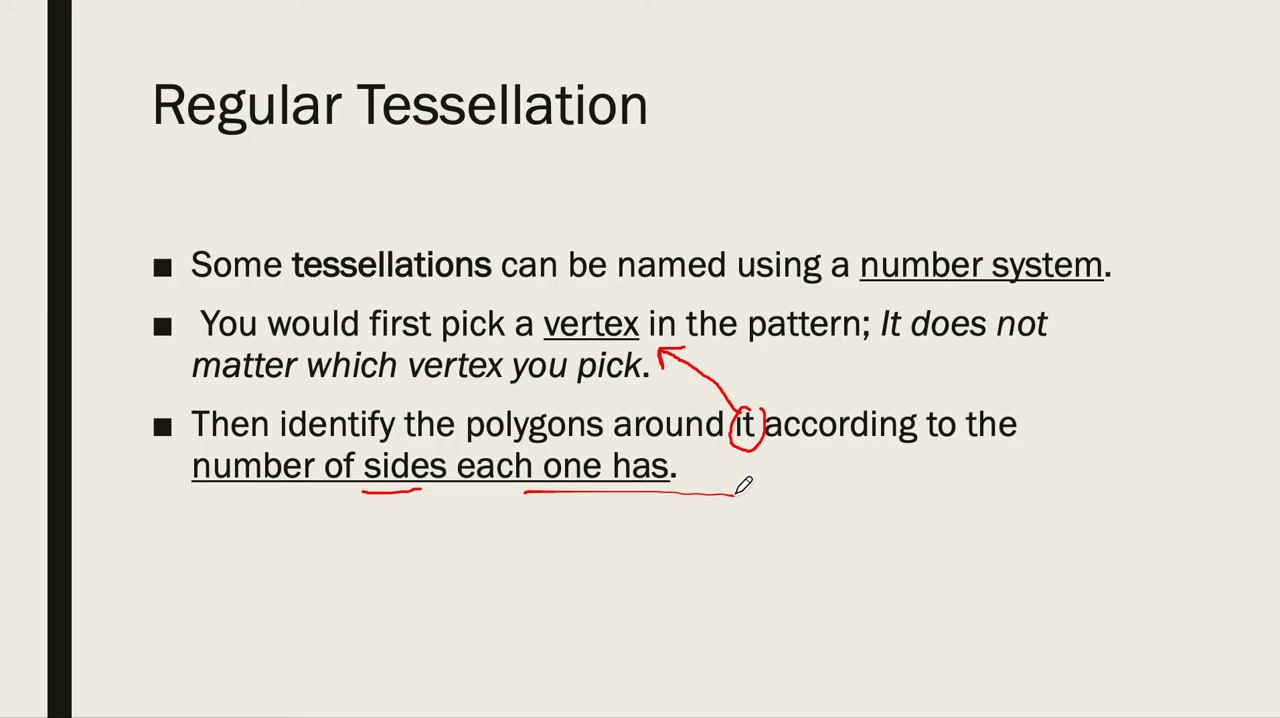 Regular Tessellation
■ Some tessellations can be named using a number system.
■ You would first pick a vertex in the pattern; It does not
matter which vertex you pick.
■ Then identify the polygons around it according to the
number of sides each one has.